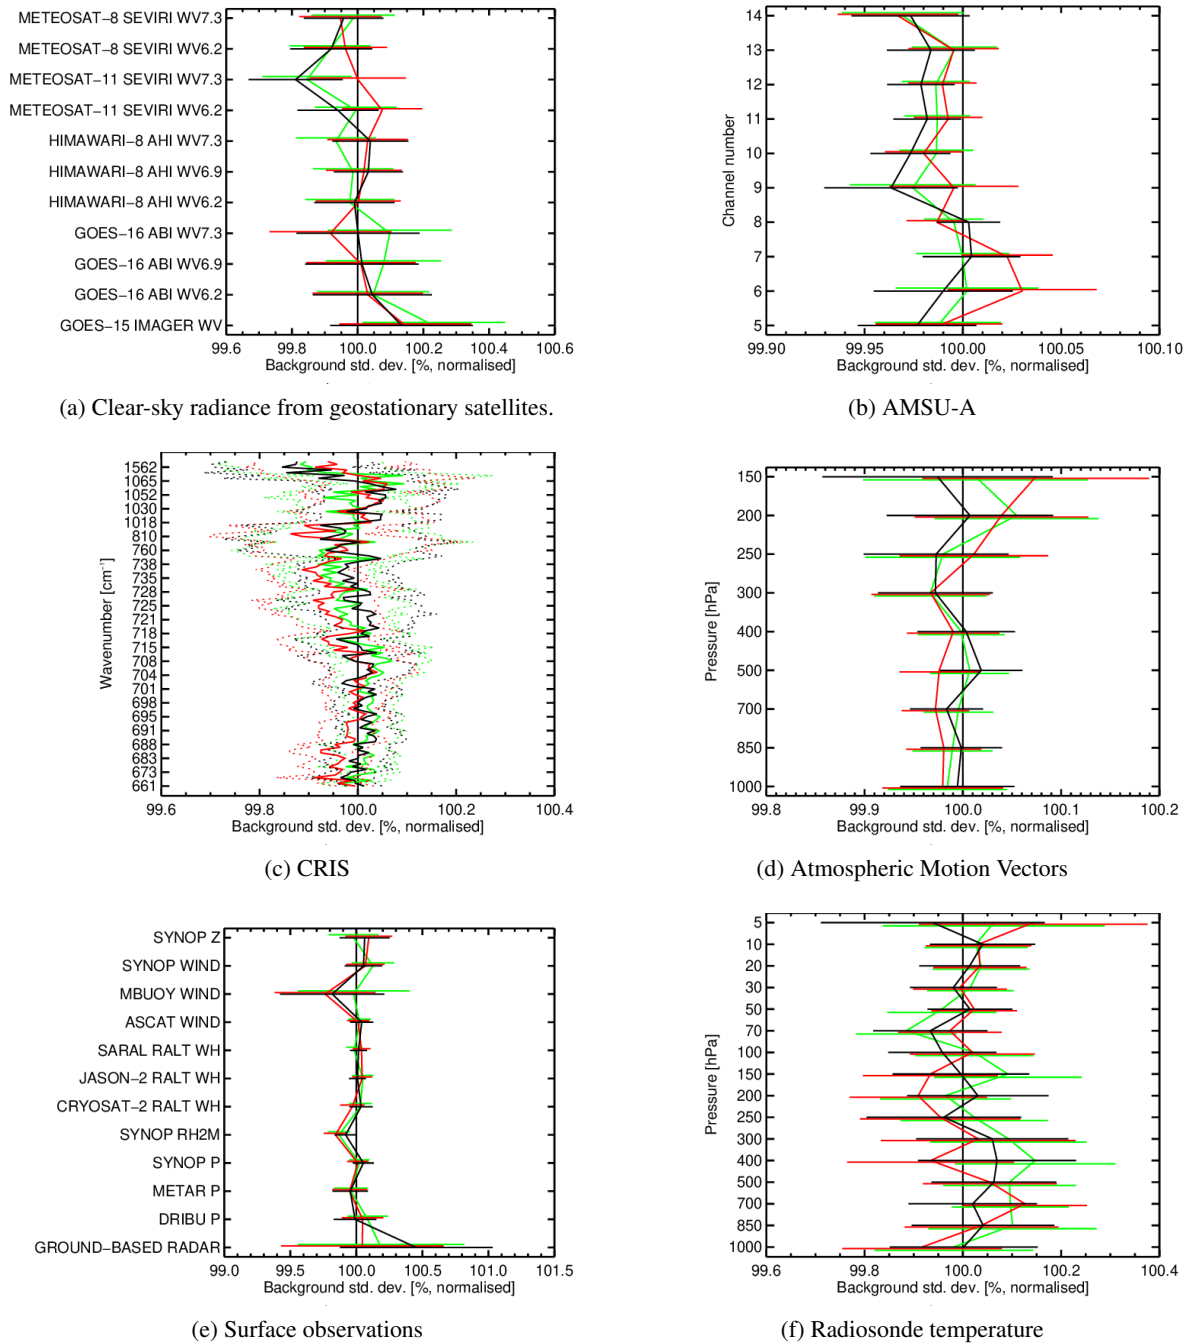 METEOSAT−8 SEVIRI WV7.3
METEOSAT−8 SEVIRI WV6.2
METEOSAT−11 SEVIRI WV7.3
METEOSAT−11 SEVIRI WV6.2
HIMAWARI−8 AHI WV7.3
HIMAWARI−8 AHI WV6.9
HIMAWARI−8 AHI WV6.2
GOES−16 ABI WV7.3
GOES−16 ABI WV6.9
GOES−16 ABI WV6.2
GOES−15 IMAGER WV
99.6 99.8 100.0 100.2 100.4 100.6
Background std. dev. [%, normalised]
(a) Clear-sky radiance from geostationary satellites.
Channel number
14
13
12
11
10
9
8
7
6
5
99.90 99.95 100.00 100.05 100.10
Background std. dev. [%, normalised]
(b) AMSU-A
Wavenumber [cm⁻¹]
1562
1065
1052
1030
1018
810
760
738
735
728
725
721
718
715
708
704
701
698
695
691
688
683
673
661
99.6 99.8 100.0 100.2 100.4
Background std. dev. [%, normalised]
(c) CRIS
Pressure [hPa]
150
200
250
300
400
500
700
850
1000
99.8 99.9 100.0 100.1 100.2
Background std. dev. [%, normalised]
(d) Atmospheric Motion Vectors
SYNOP Z
SYNOP WIND
MBUOY WIND
ASCAT WIND
SARAL RALT WH
JASON−2 RALT WH
CRYOSAT−2 RALT WH
SYNOP RH2M
SYNOP P
METAR P
DRIBU P
GROUND−BASED RADAR
99.0 99.5 100.0 100.5 101.0 101.5
Background std. dev. [%, normalised]
(e) Surface observations
Pressure [hPa]
5
10
20
30
50
70
100
150
200
250
300
400
500
700
850
1000
99.6 99.8 100.0 100.2 100.4
Background std. dev. [%, normalised]
(f) Radiosonde temperature